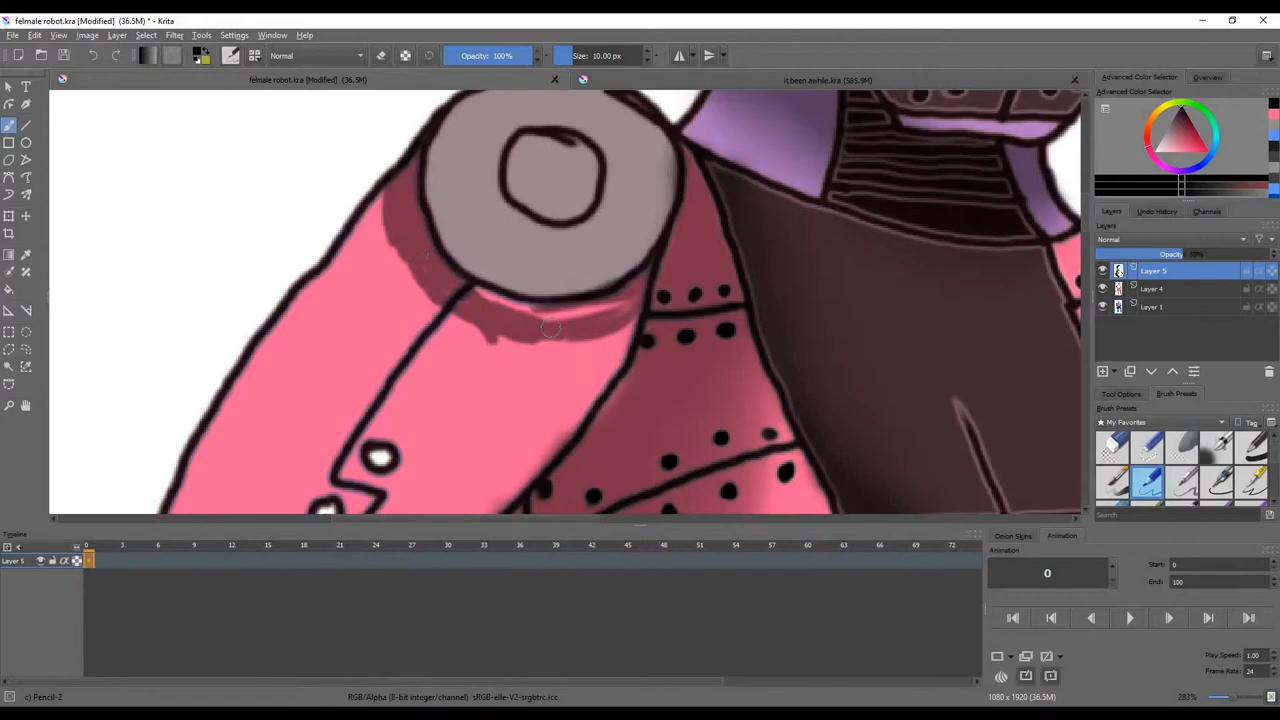 felmale robot.kra [Modified] (36.5M) * - Krita
File Edit View Image Layer Select Filter Tools Settings Window Help
Normal Opacity: 100% Size: 10.00 px
felmale robot.kra [Modified] (36.5M) it been awhile.kra (585.9M)
Advanced Color Selector Overview
Advanced Color Selector
Layers Undo History Channels
Layers
Normal
Opacity: 50%
Layer 5
Layer 4
Layer 1
Tool Options Brush Presets
Brush Presets
My Favorites Tag
Search
Timeline
0 3 6 9 12 15 18 21 24 27 30 33 36 39 42 45 48 51 54 57 60 63 66 69 72
Layer 5
Onion Skins Animation
Animation
0
Start: 0
End: 100
Play Speed: 1.00
Frame Rate: 24
c) Pencil-2 RGB/Alpha (8-bit integer/channel) sRGB-elle-V2-srgbtrc.icc 1080 x 1920 (36.5M) 283%